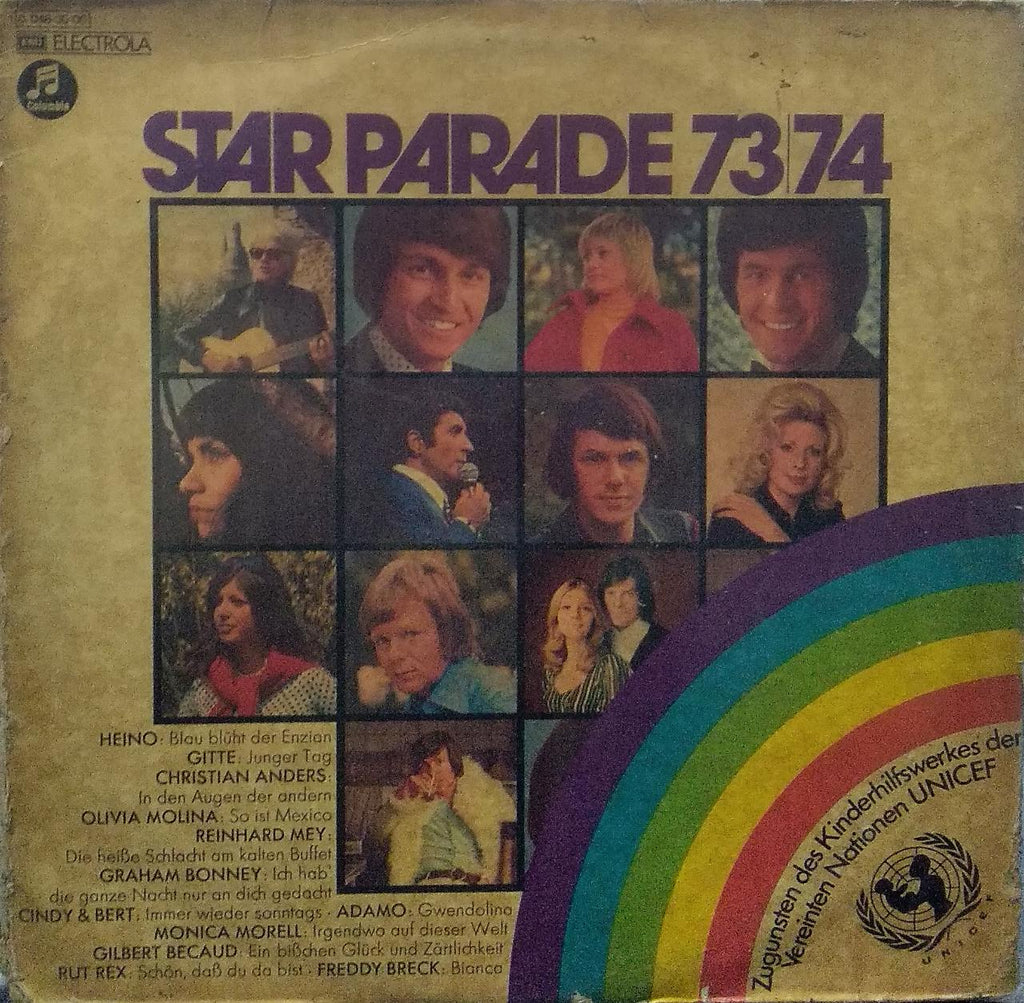 EMI ELECTROLA
Columbia
STAR PARADE 73|74
HEINO: Blau blüht der Enzian
GITTE: Junger Tag
CHRISTIAN ANDERS:
In den Augen der andern
OLIVIA MOLINA: So ist Mexico
REINHARD MEY:
Die heiße Schlacht am kalten Buffet
GRAHAM BONNEY: Ich hab'
die ganze Nacht nur an dich gedacht
CINDY & BERT: Immer wieder sonntags · ADAMO: Gwendolina
MONICA MORELL: Irgendwo auf dieser Welt
GILBERT BECAUD: Ein bißchen Glück und Zärtlichkeit
RUT REX: Schön, daß du da bist · FREDDY BRECK: Bianca
Zugunsten des Kinderhilfswerkes der
Vereinten Nationen UNICEF
UNICEF